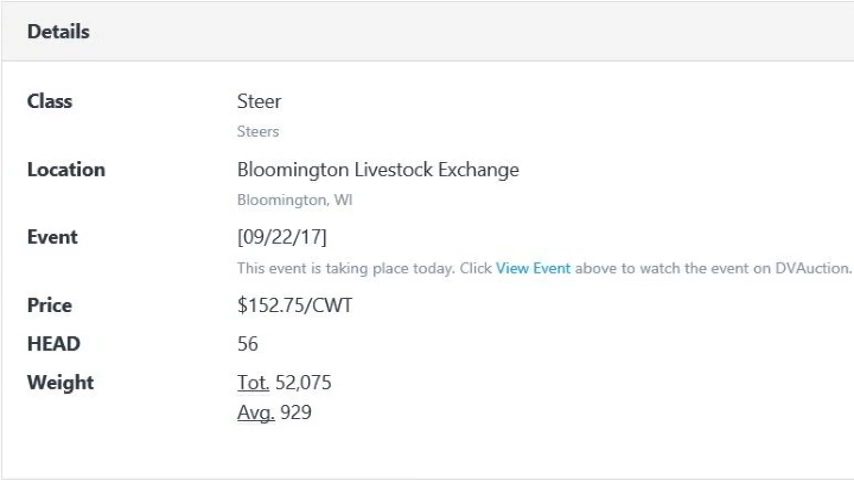 Details
Class Steer
Steers
Location Bloomington Livestock Exchange
Bloomington, WI
Event [09/22/17]
This event is taking place today. Click View Event above to watch the event on DVAuction.
Price $152.75/CWT
HEAD 56
Weight Tot. 52,075
Avg. 929